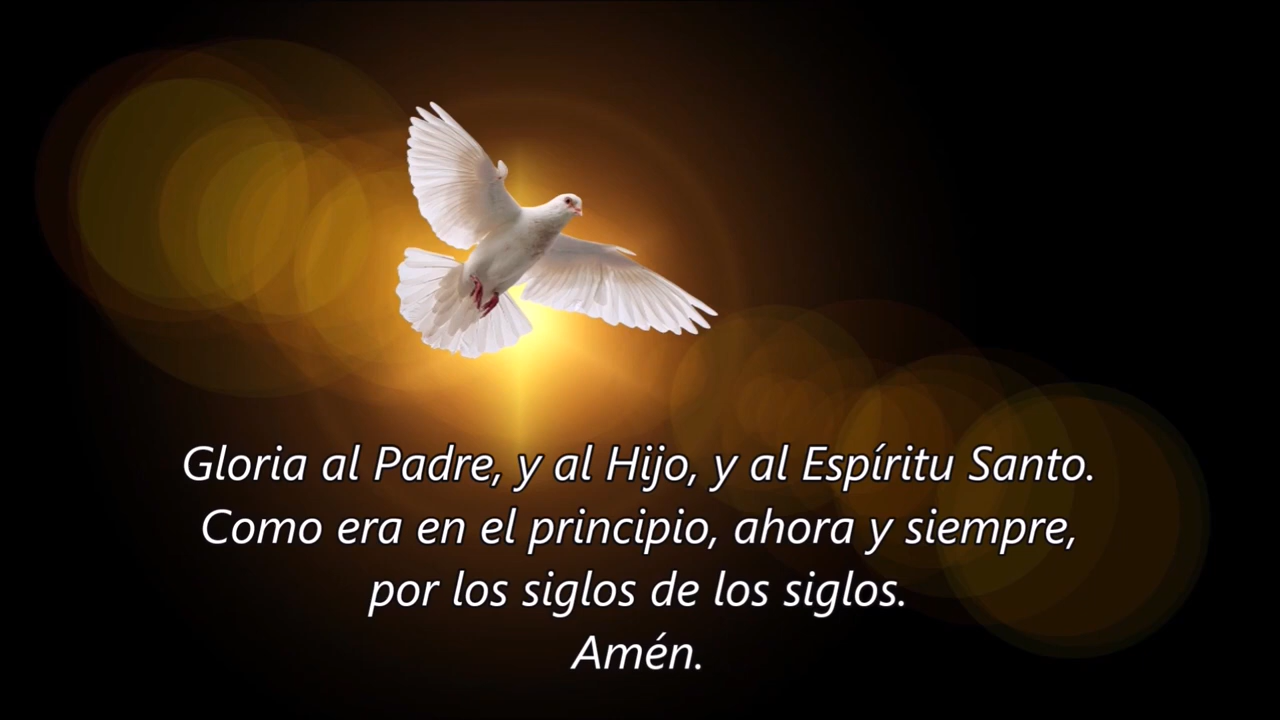 Gloria al Padre, y al Hijo, y al Espíritu Santo.
Como era en el principio, ahora y siempre,
por los siglos de los siglos.
Amén.